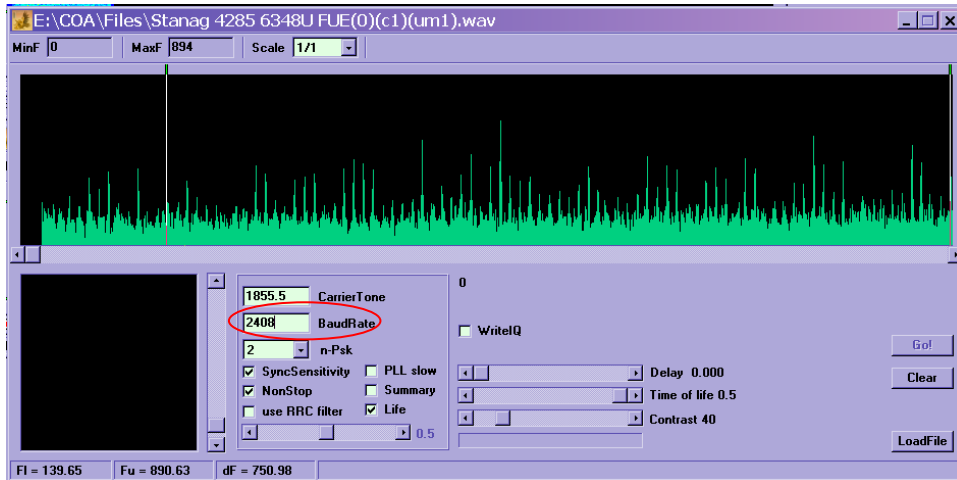 E:\COA\Files\Stanag 4285 6348U FUE(0)(c1)(um1).wav
MinF 0 MaxF 894 Scale 1/1
1855.5 CarrierTone
0
2408 BaudRate
WriteIQ
2 n-Psk
Go!
SyncSensitivity PLL slow
Delay 0.000
Clear
NonStop Summary
Time of life 0.5
use RRC filter Life
Contrast 40
0.5
LoadFile
Fl = 139.65 Fu = 890.63 dF = 750.98